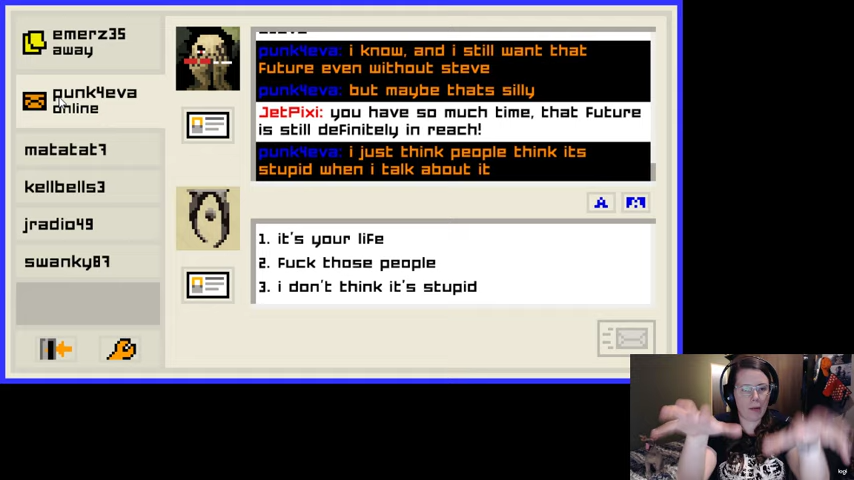 emerz35
away
punk4eva
online
matatat7
kellbells3
jradio49
swanky87
punk4eva: i know, and i still want that
future even without steve
punk4eva: but maybe thats silly
JetPixi: you have so much time, that future
is still definitely in reach!
punk4eva: i just think people think its
stupid when i talk about it
A
1. it's your life
2. fuck those people
3. i don't think it's stupid
logi